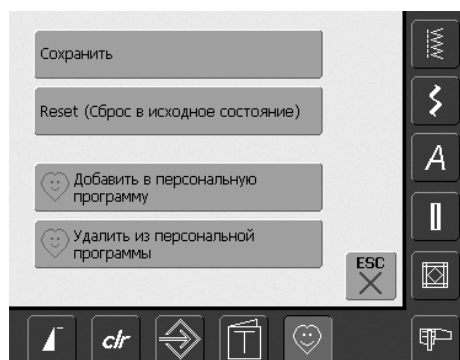 Сохранить
Reset (Сброс в исходное состояние)
Добавить в персональную
программу
Удалить из персональной
программы
ESC
A
clr